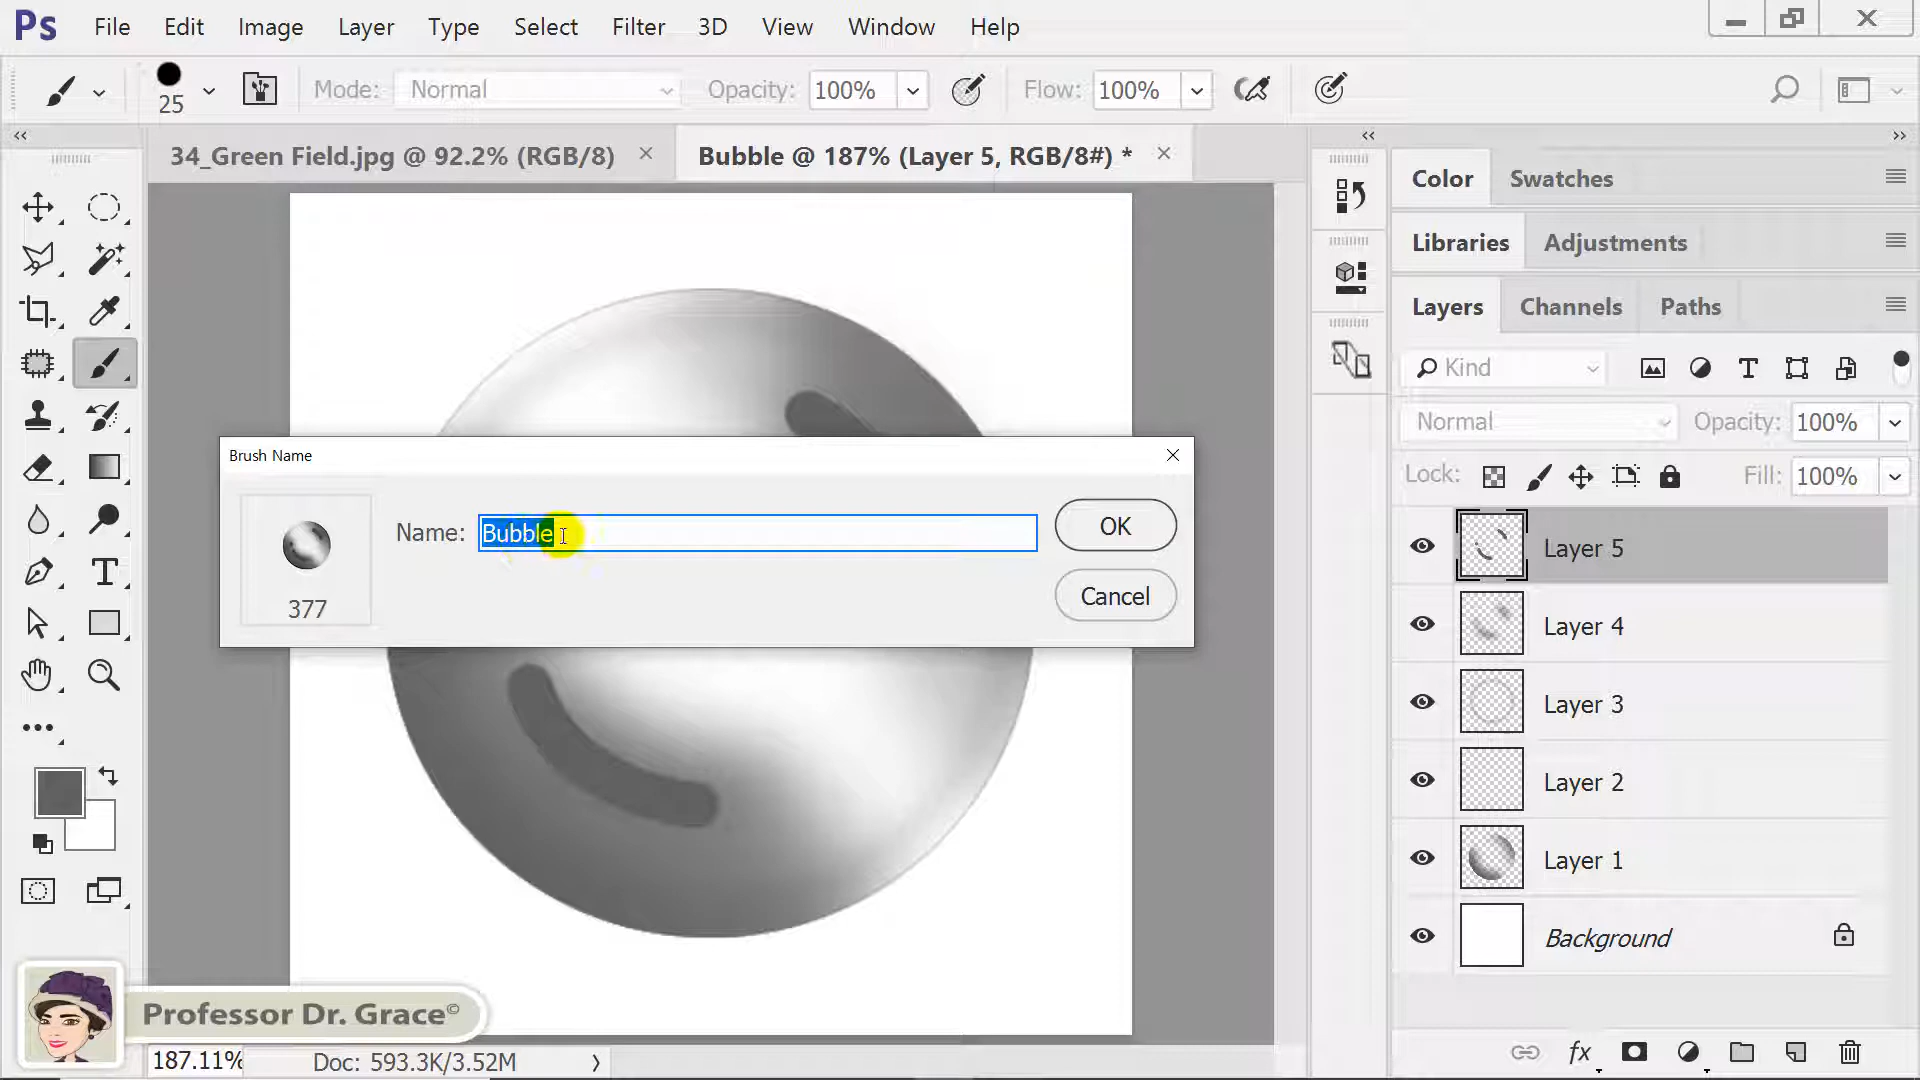 Ps File Edit Image Layer Type Select Filter 3D View Window Help
25 Mode: Normal Opacity: 100% Flow: 100%
34_Green Field.jpg @ 92.2% (RGB/8) Bubble @ 187% (Layer 5, RGB/8#) *
Color Swatches
Libraries Adjustments
Layers Channels Paths
Kind
Normal Opacity: 100%
Lock: Fill: 100%
Brush Name
Name: Bubble OK
Cancel
377
Layer 5
Layer 4
Layer 3
Layer 2
Layer 1
Background
Professor Dr. Grace©
187.11% Doc: 593.3K/3.52M
fx